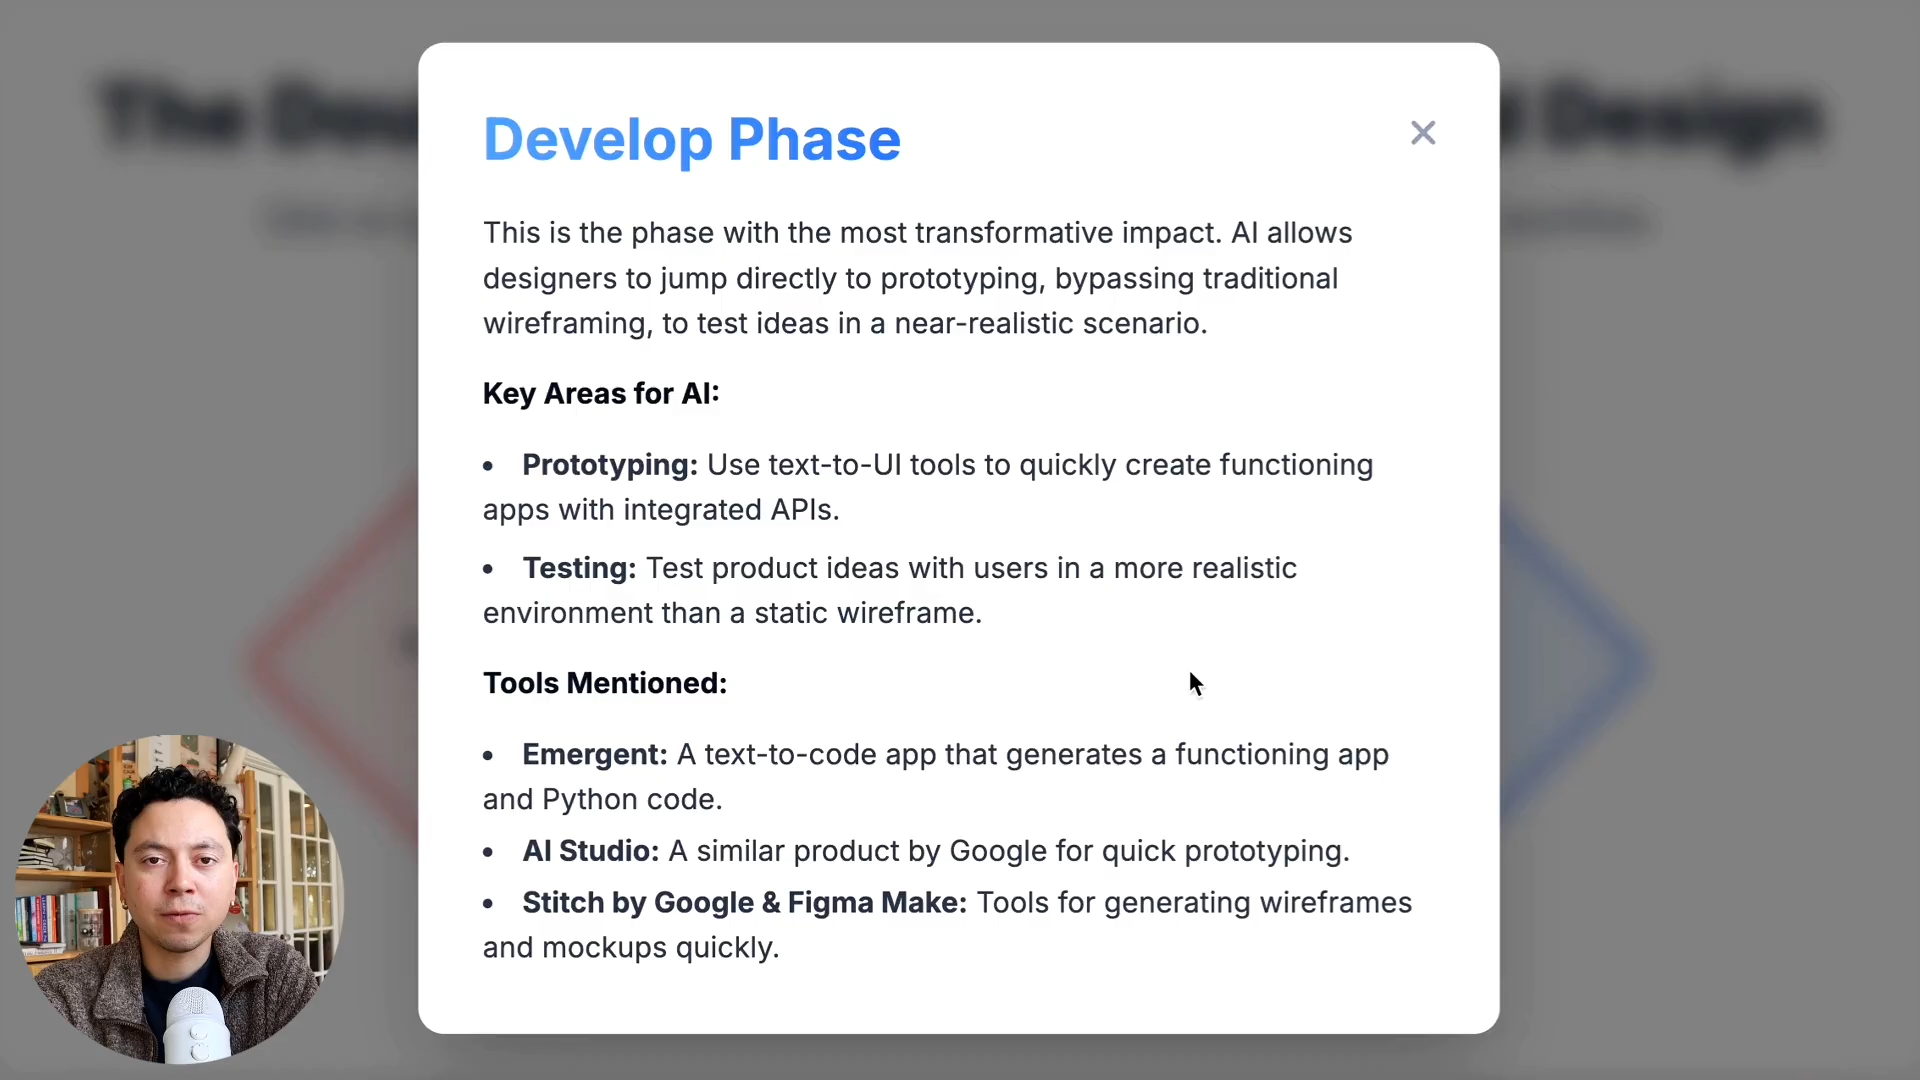 The
Design
Develop Phase
This is the phase with the most transformative impact. AI allows
designers to jump directly to prototyping, bypassing traditional
wireframing, to test ideas in a near-realistic scenario.
Key Areas for AI:
• Prototyping: Use text-to-UI tools to quickly create functioning
apps with integrated APIs.
• Testing: Test product ideas with users in a more realistic
environment than a static wireframe.
Tools Mentioned:
• Emergent: A text-to-code app that generates a functioning app
and Python code.
• AI Studio: A similar product by Google for quick prototyping.
• Stitch by Google & Figma Make: Tools for generating wireframes
and mockups quickly.